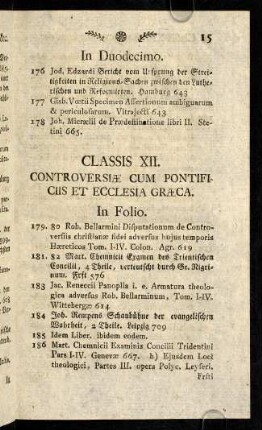 15
In Duodecimo.
176 Joh. Edzardi Bericht vom Ursprung der Strei-
tigkeiten in Religions-Sachen zwischen den Luthe-
rischen und Reformirten. Hamburg 643
177 Gisb. Voetii Specimen Assertionum ambiguarum
& periculosarum. Vltrajecti 643
178 Joh. Micrælii de Prædestinatione libri II. Ste-
tini 665.
CLASSIS XII.
CONTROVERSIÆ CUM PONTIFI-
CIIS ET ECCLESIA GRÆCA.
In Folio.
179. 80 Rob. Bellarmini Disputationum de Contro-
versiis christianæ fidei adversus hujus temporis
Hæreticos Tom. I-IV. Colon. Agr. 619
181. 82 Mart. Chemnitii Examen des Trientischen
Concilii, 4 Theile, verteutscht durch Ge. Nigri-
num. Frft 576
183 Jac. Reneccii Panoplia i. e. Armatura theolo-
gica adversus Rob. Bellarminum, Tom. I-IV.
Wittebergæ 614
184 Joh. Kempens Schaubühne der evangelischen
Wahrheit, 2 Theile. Leipzig 709
185 Idem Liber. ibidem eodem.
186 Mart. Chemnicii Examinis Concilii Tridentini
Pars I-IV. Genevæ 667. b) Ejusdem Loci
theologici, Partes III. opera Polyc. Leyseri.
Frfti